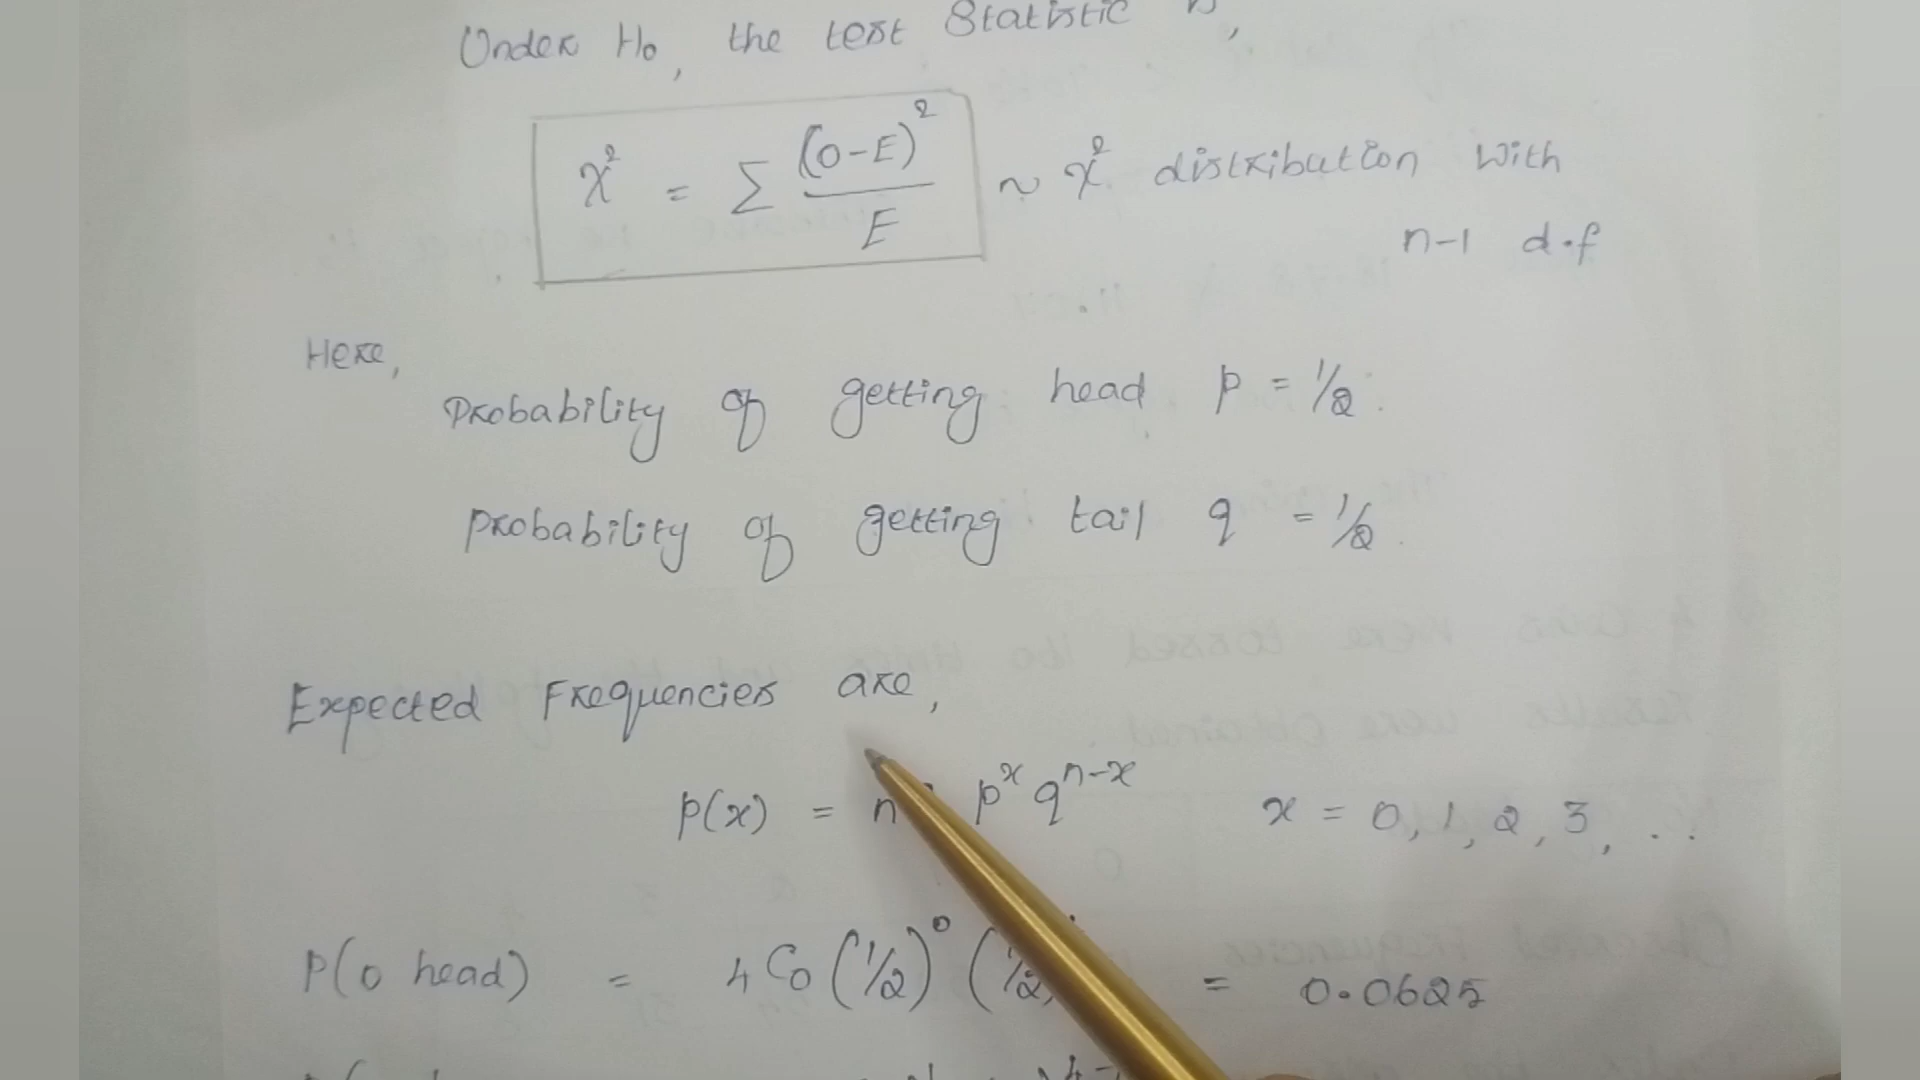 Under H₀, the test Statistic is,
χ² = Σ (O-E)² / E ~ χ² distribution with
n-1 d.f
Here,
Probability of getting head p = 1/2.
Probability of getting tail q = 1/2.
Expected Frequencies are,
p(x) = n p^x q^(n-x) x = 0, 1, 2, 3, ..
P(0 head) = 4C0 (1/2)^0 (1/2) = 0.0625